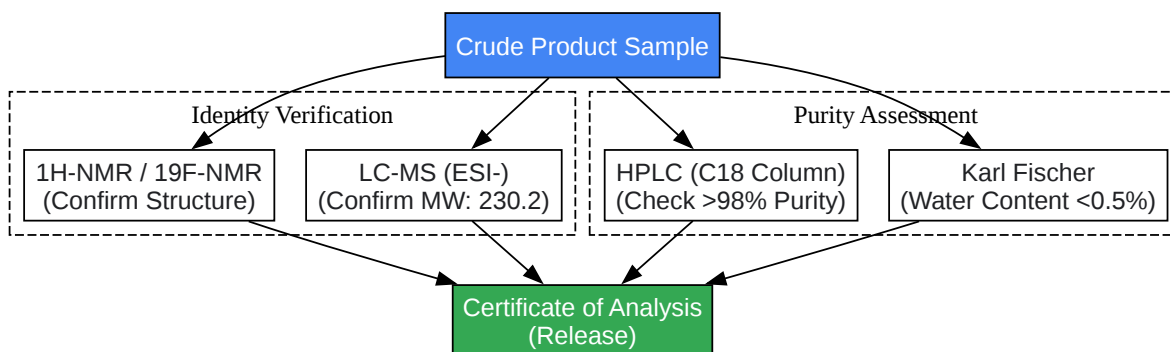 Crude Product Sample
Identity Verification
Purity Assessment
1H-NMR / 19F-NMR
(Confirm Structure)
LC-MS (ESI-)
(Confirm MW: 230.2)
HPLC (C18 Column)
(Check >98% Purity)
Karl Fischer
(Water Content <0.5%)
Certificate of Analysis
(Release)